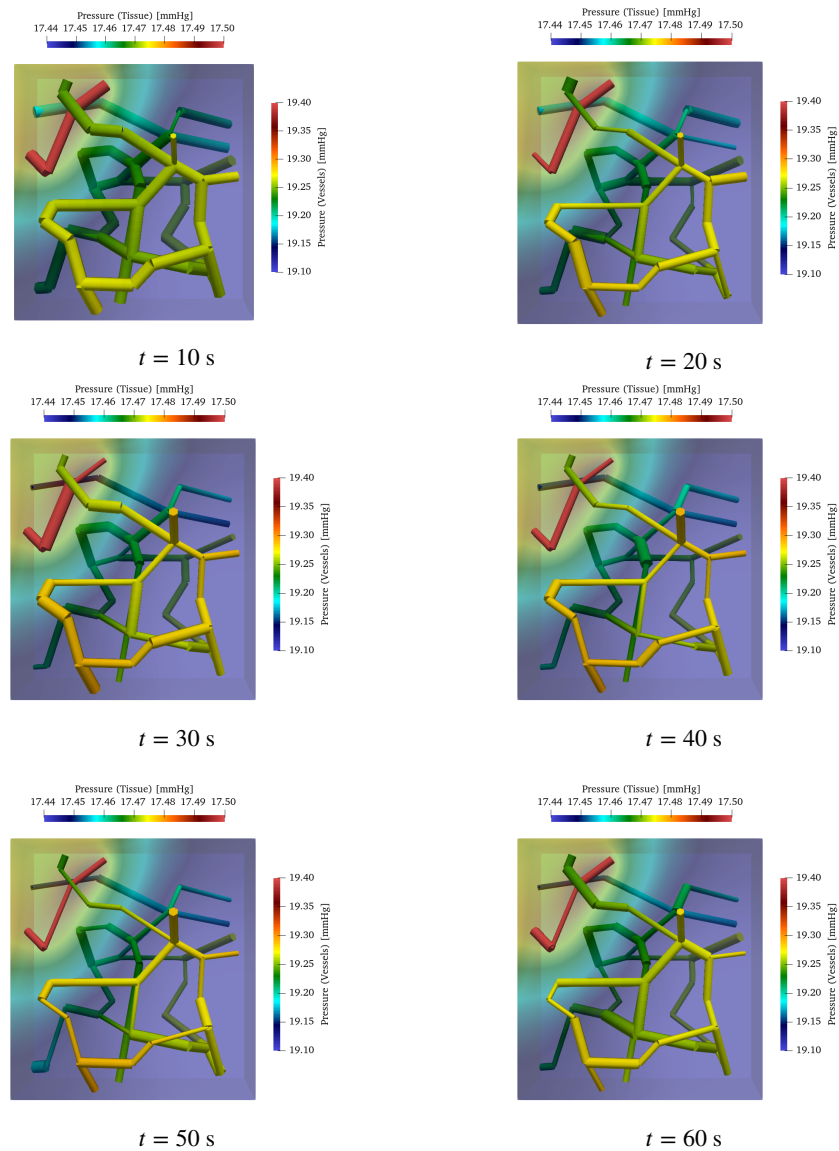 Pressure (Tissue) [mmHg]
17.44 17.45 17.46 17.47 17.48 17.49 17.50
19.40
19.35
19.30
19.25
19.20
19.15
19.10
Pressure (Vessels) [mmHg]
t = 10 s
Pressure (Tissue) [mmHg]
17.44 17.45 17.46 17.47 17.48 17.49 17.50
19.40
19.35
19.30
19.25
19.20
19.15
19.10
Pressure (Vessels) [mmHg]
t = 20 s
Pressure (Tissue) [mmHg]
17.44 17.45 17.46 17.47 17.48 17.49 17.50
19.40
19.35
19.30
19.25
19.20
19.15
19.10
Pressure (Vessels) [mmHg]
t = 30 s
Pressure (Tissue) [mmHg]
17.44 17.45 17.46 17.47 17.48 17.49 17.50
19.40
19.35
19.30
19.25
19.20
19.15
19.10
Pressure (Vessels) [mmHg]
t = 40 s
Pressure (Tissue) [mmHg]
17.44 17.45 17.46 17.47 17.48 17.49 17.50
19.40
19.35
19.30
19.25
19.20
19.15
19.10
Pressure (Vessels) [mmHg]
t = 50 s
Pressure (Tissue) [mmHg]
17.44 17.45 17.46 17.47 17.48 17.49 17.50
19.40
19.35
19.30
19.25
19.20
19.15
19.10
Pressure (Vessels) [mmHg]
t = 60 s